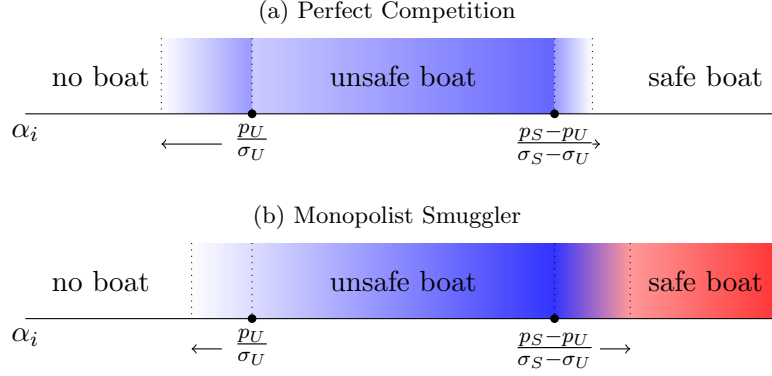 (a) Perfect Competition
no boat unsafe boat safe boat
α_i p_U/σ_U (p_S−p_U)/(σ_S−σ_U)
(b) Monopolist Smuggler
no boat unsafe boat safe boat
α_i p_U/σ_U (p_S−p_U)/(σ_S−σ_U)